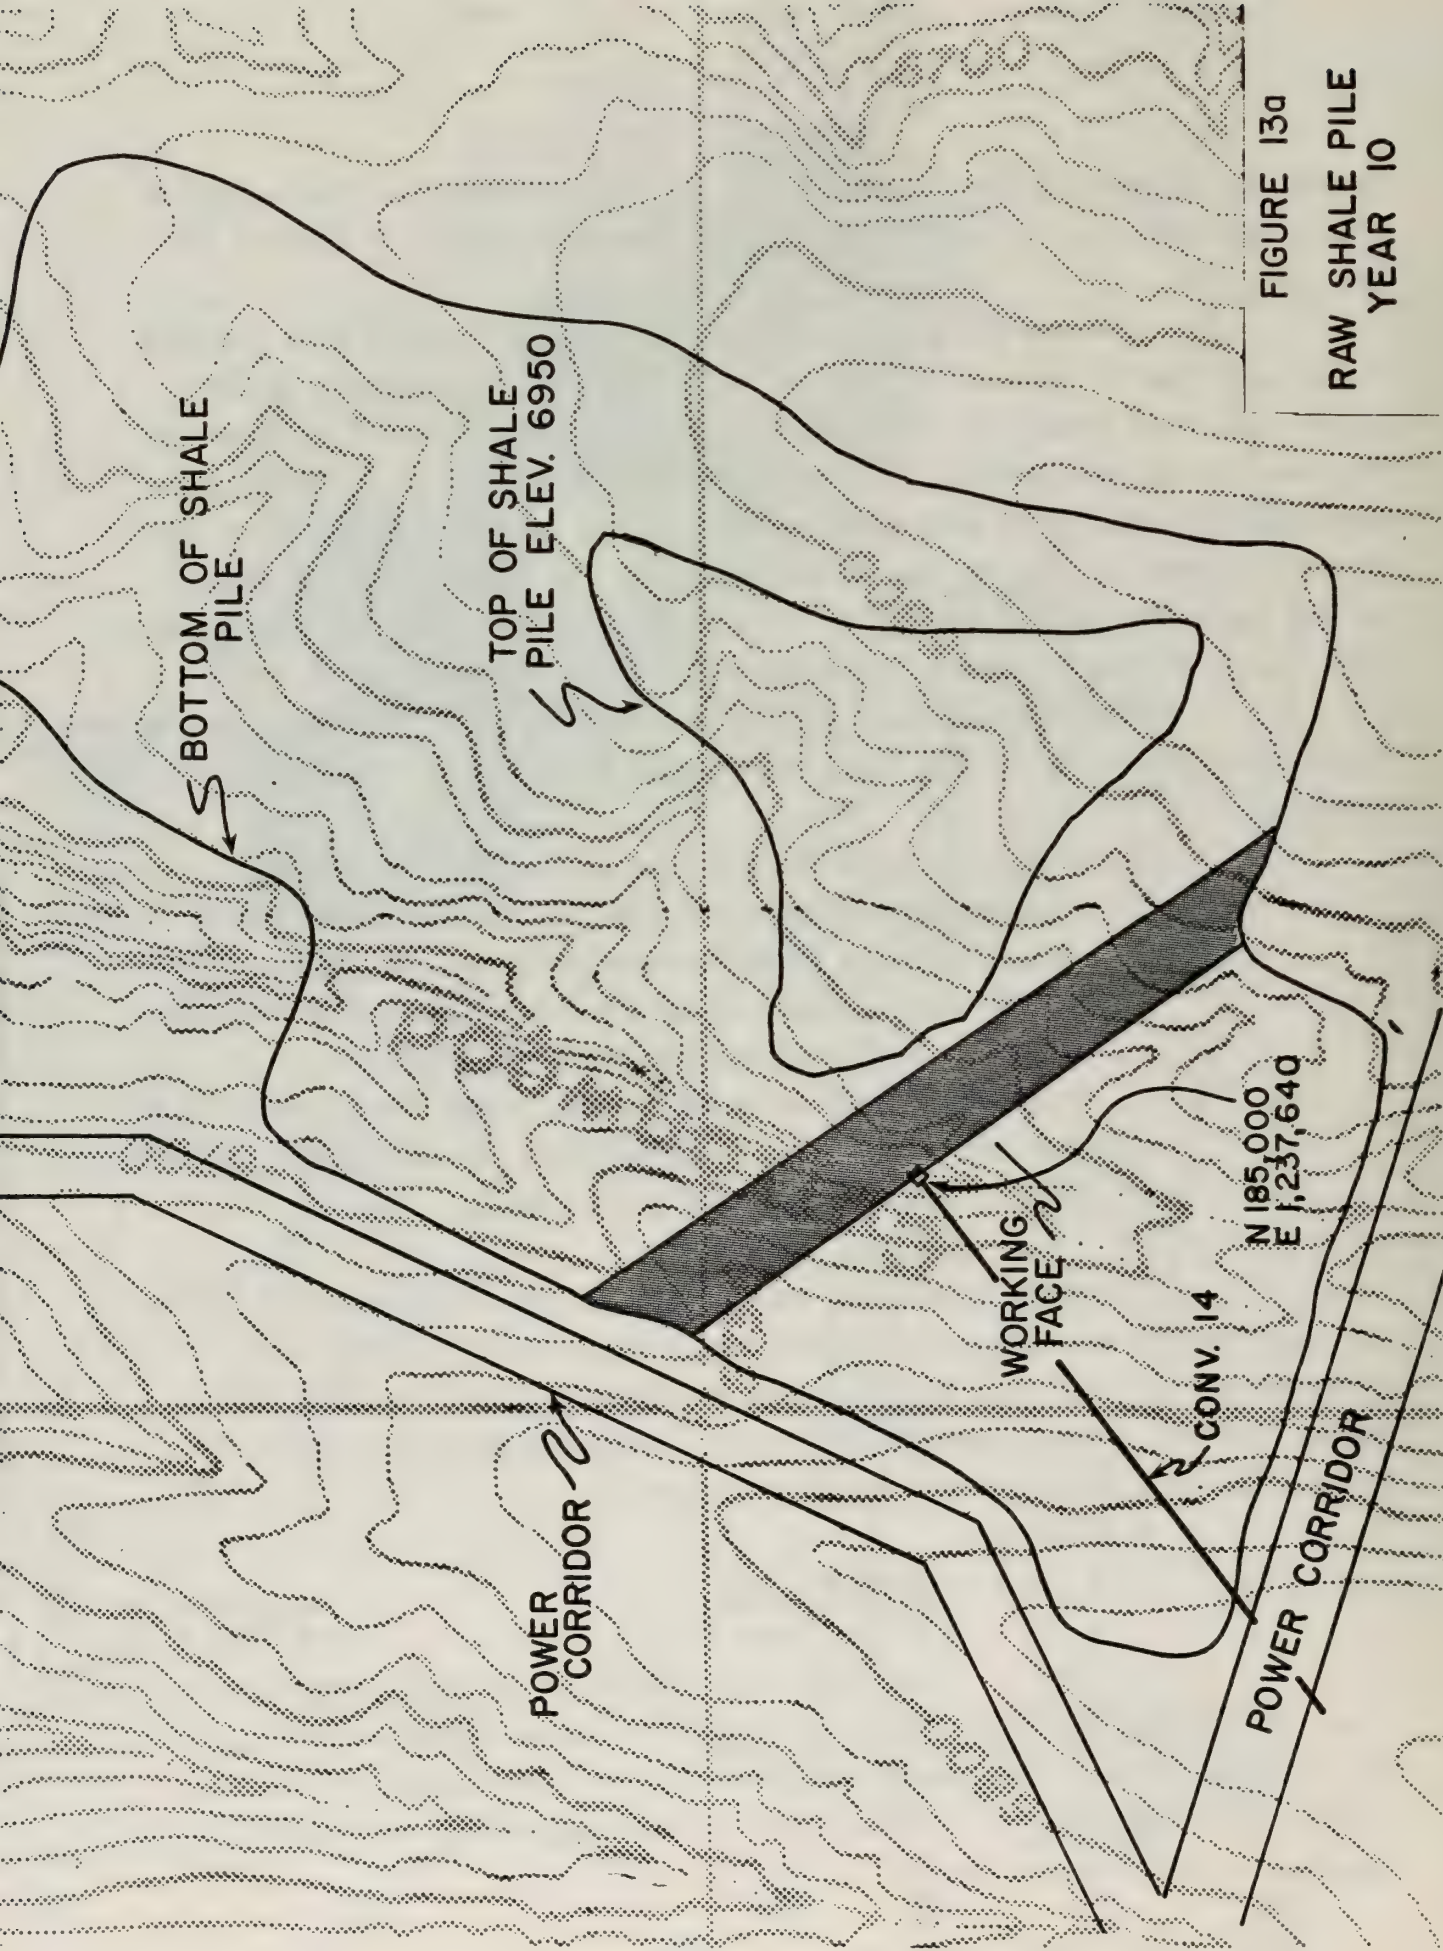 BOTTOM OF SHALE
PILE
TOP OF SHALE
PILE ELEV. 6950
POWER
CORRIDOR
WORKING
FACE
CONV. 14
N 185,000
E 1,237,640
POWER CORRIDOR
6700
FIGURE 13a
RAW SHALE PILE
YEAR 10